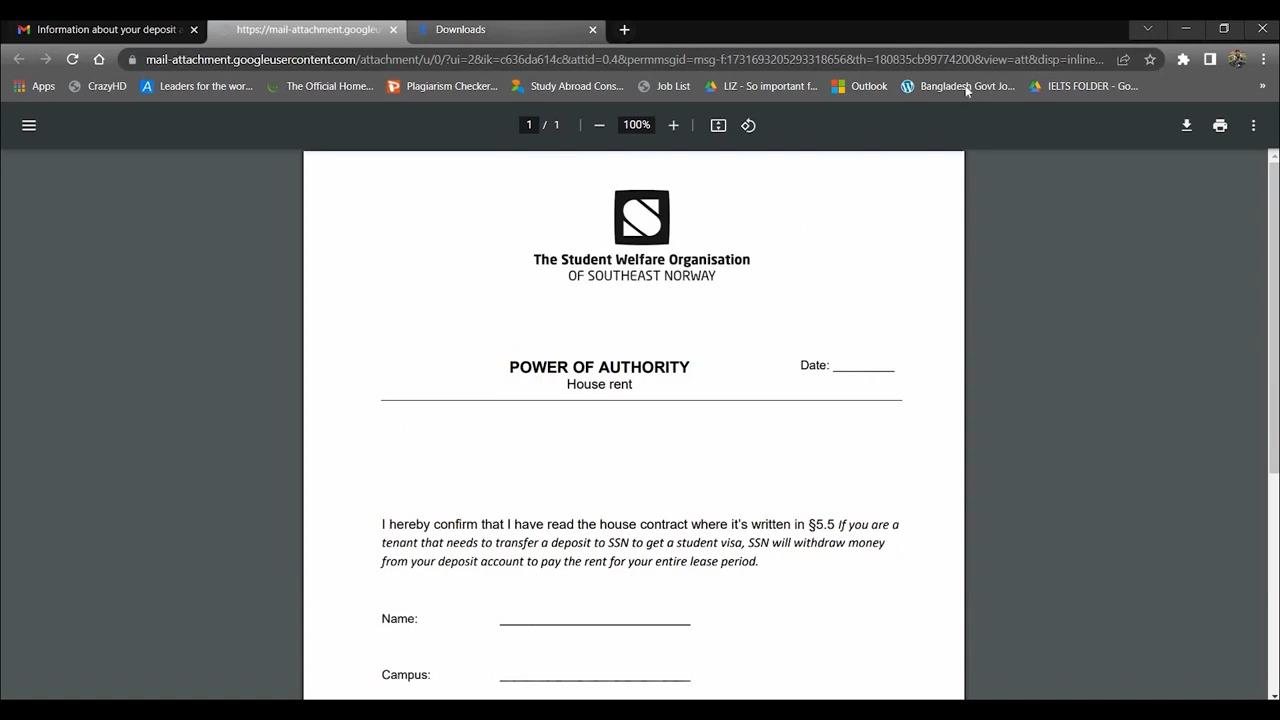 Information about your deposit a
https://mail-attachment.googleu
Downloads
mail-attachment.googleusercontent.com/attachment/u/0/?ui=2&ik=c636da614c&attid=0.4&permmsgid=msg-f:1731693205293318656&th=180835cb99774200&view=att&disp=inline...
Apps
CrazyHD
Leaders for the wor...
The Official Home...
Plagiarism Checker...
Study Abroad Cons...
Job List
LIZ - So important f...
Outlook
Bangladesh Govt Jo...
IELTS FOLDER - Go...
»
1 / 1
100%
The Student Welfare Organisation
OF SOUTHEAST NORWAY
POWER OF AUTHORITY
Date: _________
House rent
I hereby confirm that I have read the house contract where it's written in §5.5 If you are a
tenant that needs to transfer a deposit to SSN to get a student visa, SSN will withdraw money
from your deposit account to pay the rent for your entire lease period.
Name:
Campus: